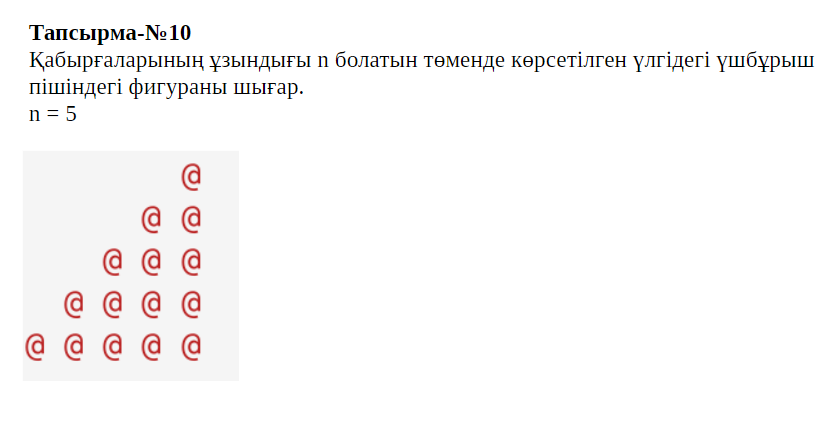 Тапсырма-№10
Қабырғаларының ұзындығы n болатын төменде көрсетілген үлгідегі үшбұрыш
пішіндегі фигураны шығар.
n = 5
@
@ @
@ @ @
@ @ @ @
@ @ @ @ @